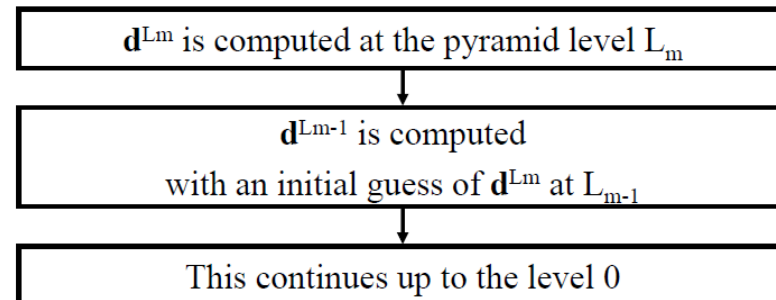 d^Lm is computed at the pyramid level L_m
d^Lm-1 is computed
with an initial guess of d^Lm at L_m-1
This continues up to the level 0